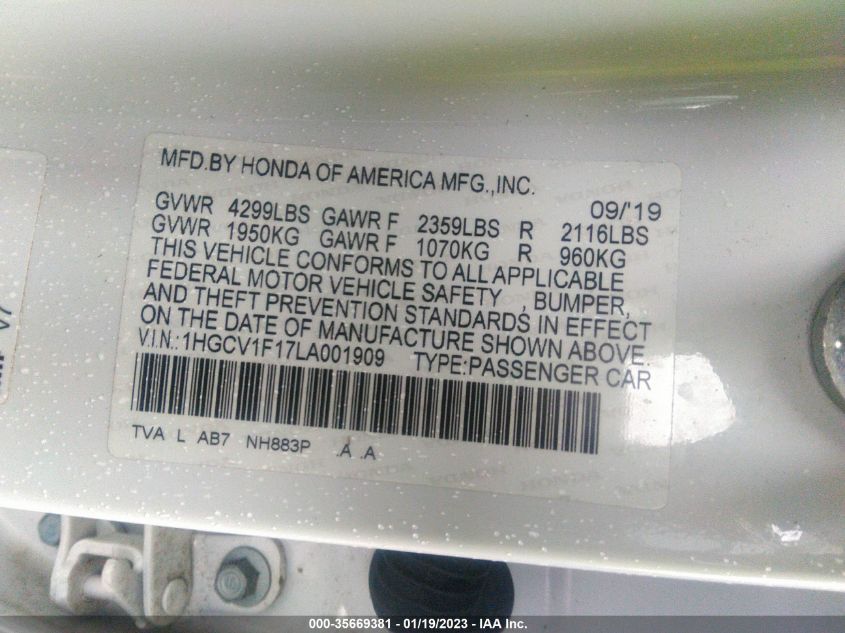 MFD.BY HONDA OF AMERICA MFG.,INC.
09/'19
GVWR 4299LBS GAWR F 2359LBS R 2116LBS
GVWR 1950KG GAWR F 1070KG R 960KG
THIS VEHICLE CONFORMS TO ALL APPLICABLE
FEDERAL MOTOR VEHICLE SAFETY , BUMPER,
AND THEFT PREVENTION STANDARDS IN EFFECT
ON THE DATE OF MANUFACTURE SHOWN ABOVE.
V.I.N.:1HGCV1F17LA001909 TYPE:PASSENGER CAR
TVA L AB7 NH883P .A .A
V7
000-35669381 - 01/19/2023 - IAA Inc.